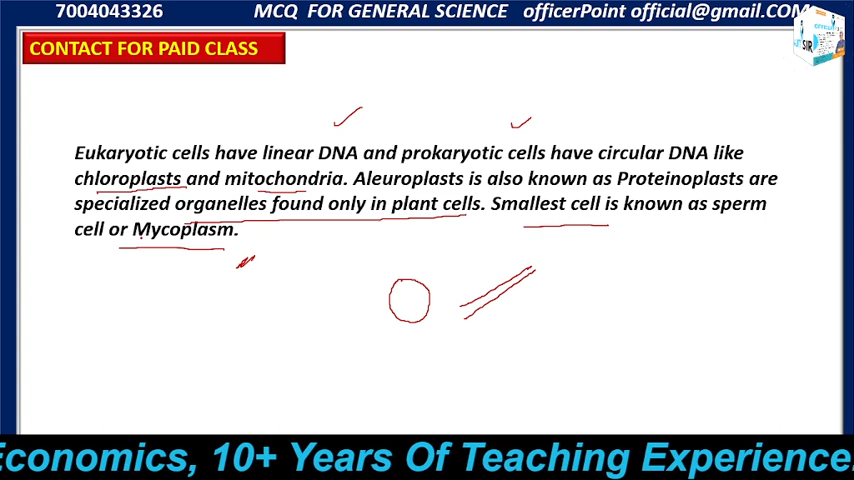 7004043326 MCQ FOR GENERAL SCIENCE officerPoint official@gmail.COM
CONTACT FOR PAID CLASS
SIR
Eukaryotic cells have linear DNA and prokaryotic cells have circular DNA like
chloroplasts and mitochondria. Aleuroplasts is also known as Proteinoplasts are
specialized organelles found only in plant cells. Smallest cell is known as sperm
cell or Mycoplasm.
Economics, 10+ Years Of Teaching Experience.